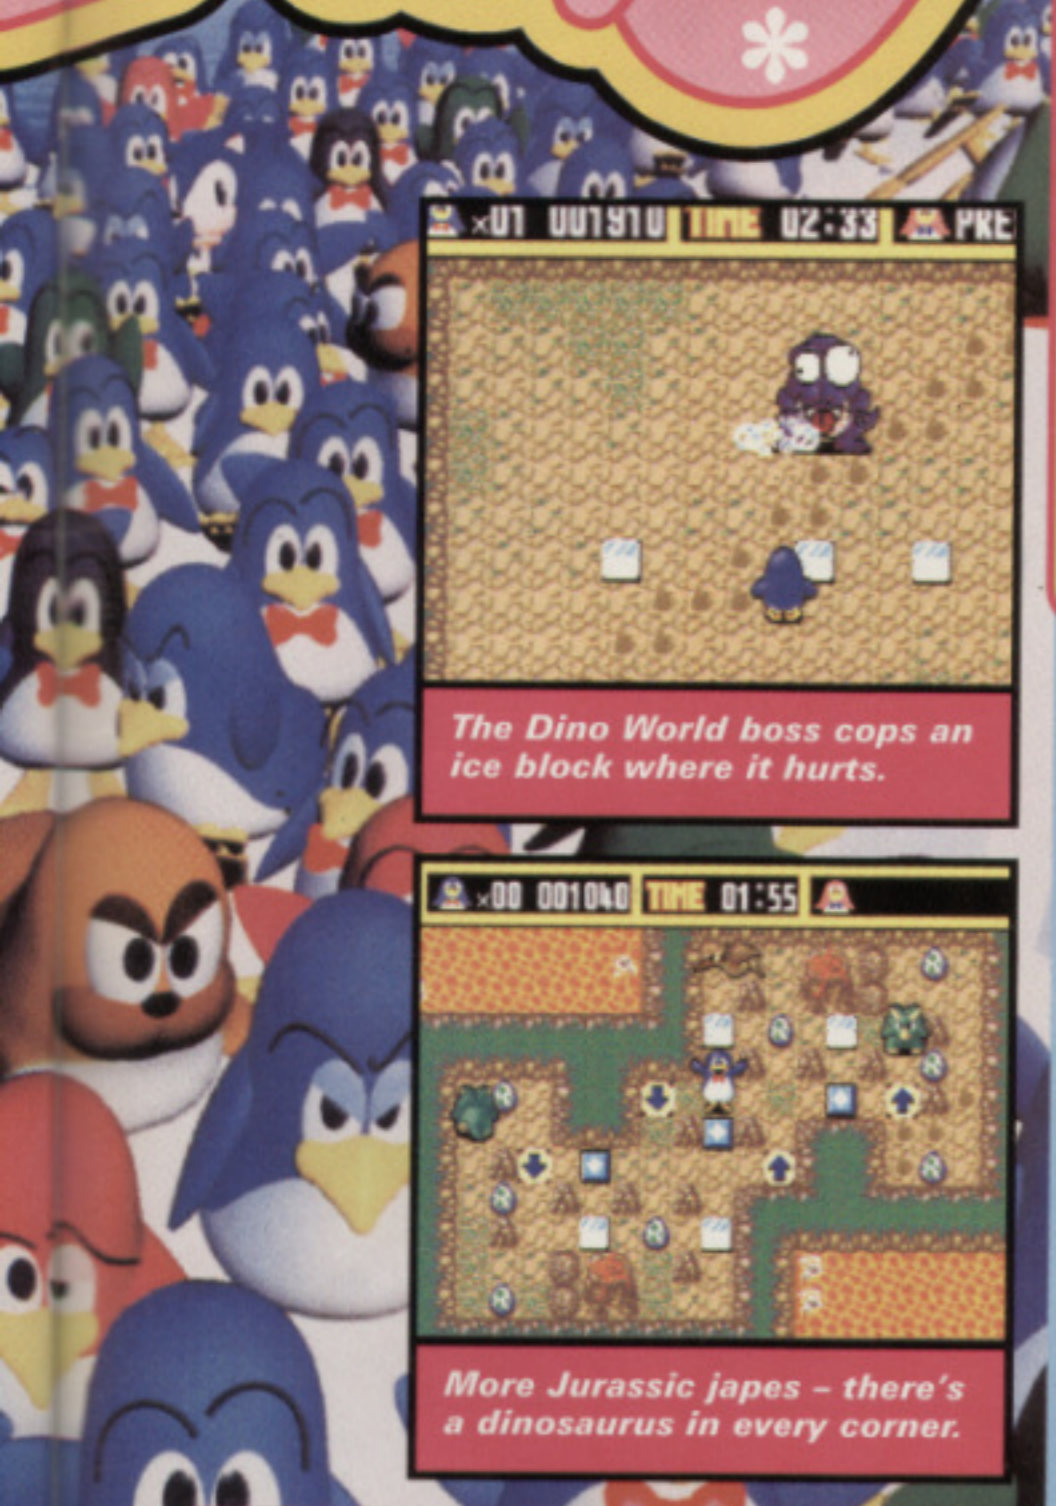 ×01 001910 TIME 02:33 PRE
The Dino World boss cops an
ice block where it hurts.
×00 001040 TIME 01:55
More Jurassic japes – there's
a dinosaurus in every corner.